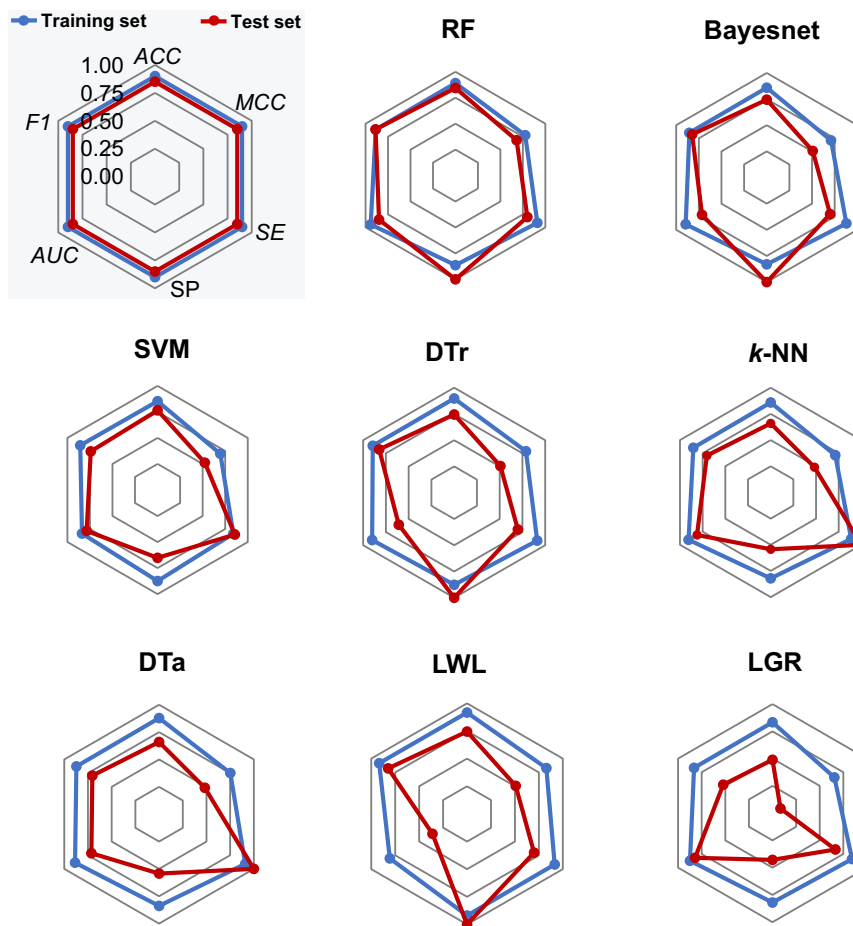 Training set
Test set
RF
Bayesnet
1.00
ACC
0.75
MCC
F1
0.50
0.25
0.00
SE
AUC
SP
SVM
DTr
k-NN
DTa
LWL
LGR